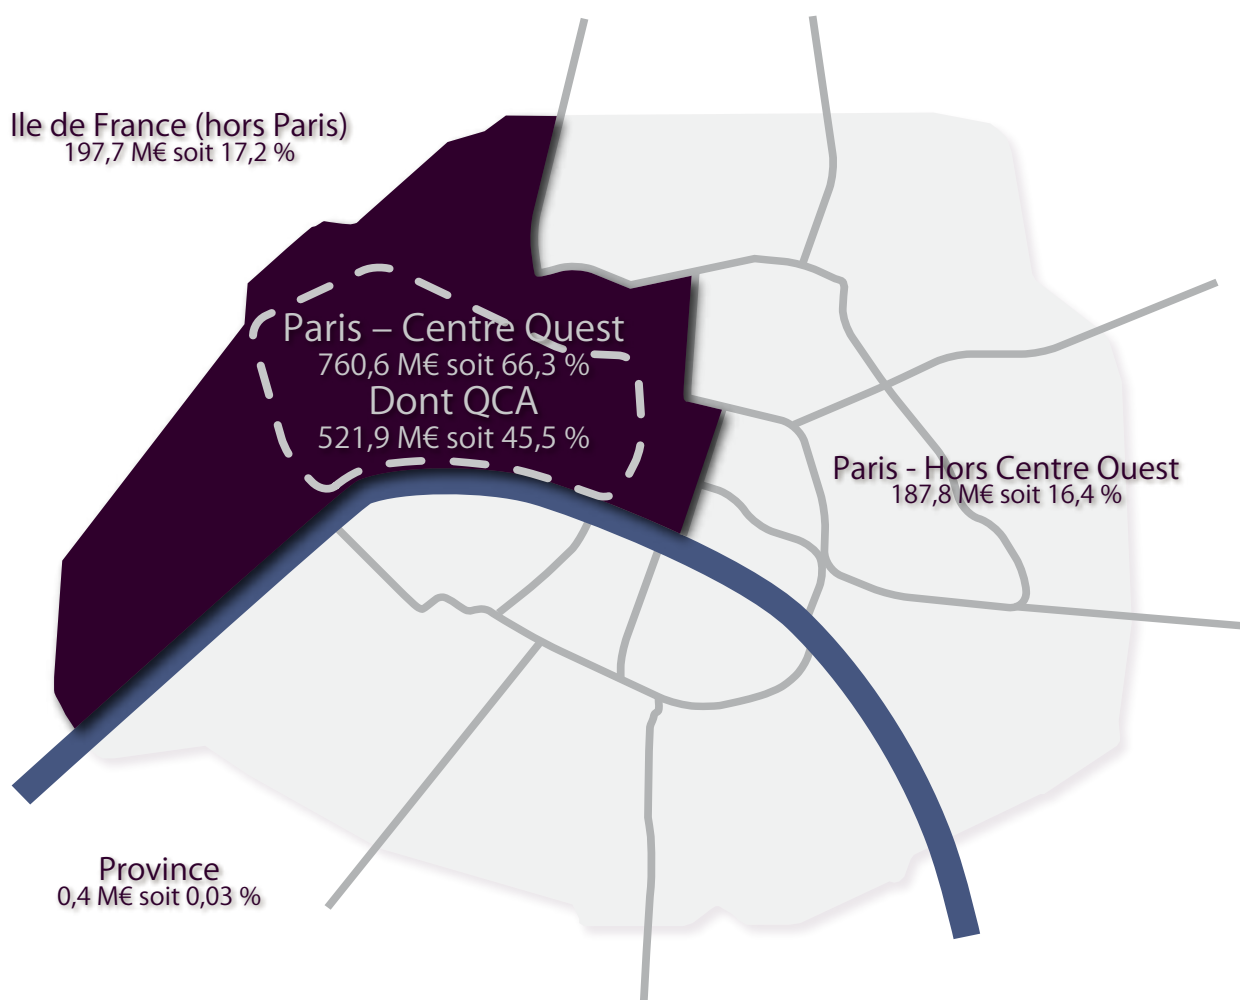 Ile de France (hors Paris)
197,7 M€ soit 17,2 %
Paris – Centre Ouest
760,6 M€ soit 66,3 %
Dont QCA
521,9 M€ soit 45,5 %
Paris - Hors Centre Ouest
187,8 M€ soit 16,4 %
Province
0,4 M€ soit 0,03 %